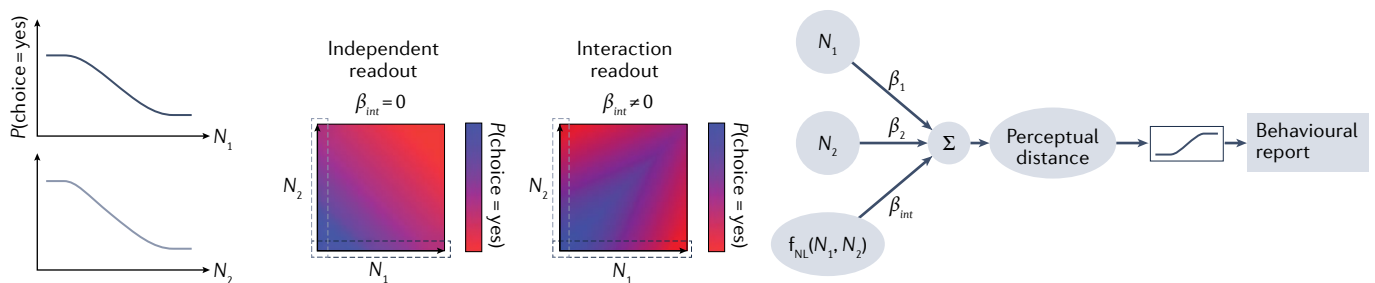 P(choice = yes)
N1
N2
Independent
readout
βint = 0
N2
N1
P(choice = yes)
Interaction
readout
βint ≠ 0
N2
N1
P(choice = yes)
N1
β1
N2
β2
βint
fNL(N1, N2)
Σ
Perceptual
distance
Behavioural
report